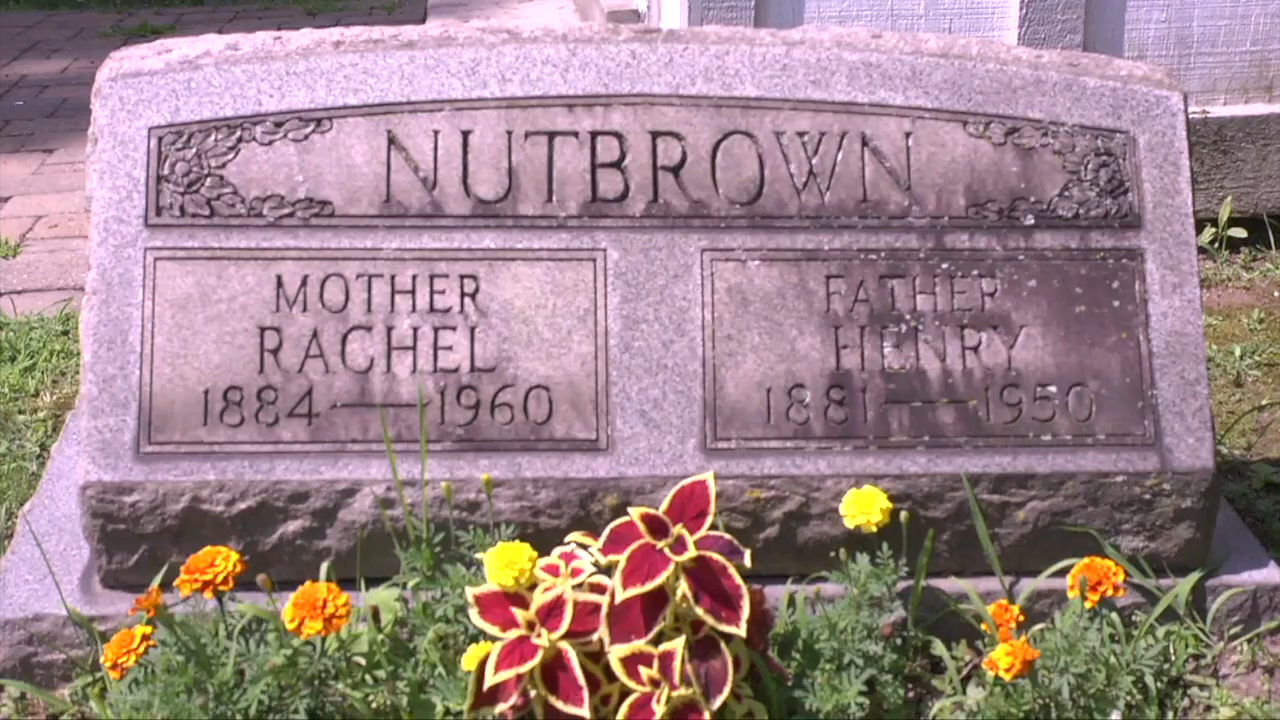 NUTBROWN
MOTHER
RACHEL
1884 — 1960
FATHER
HENRY
1881 — 1950